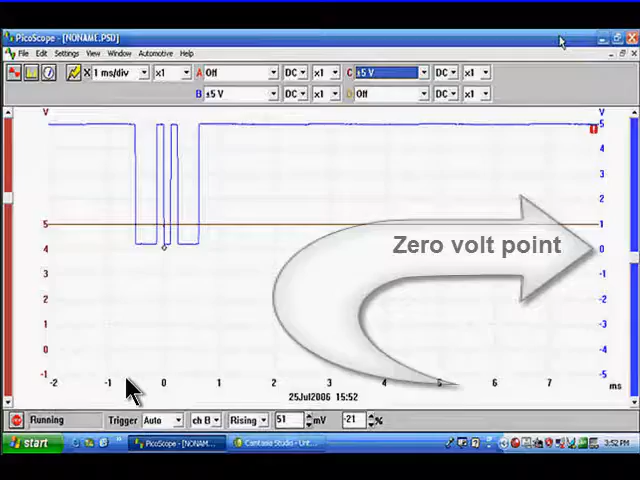 PicoScope - [NONAME.PSD]
File Edit Settings View Window Automotive Help
X 1 ms/div x1 A Off DC x1 C ±5 V DC x1
B ±5 V DC x1 D Off DC x1
V V
5
4
3
2
5 1
4 0
3 -1
2 -2
1 -3
0 -4
-1 -5
-2 -1 0 1 2 3 4 5 6 7 ms
Zero volt point
25Jul2006 15:52
Running Trigger Auto ch B Rising 51 mV -21 %
start PicoScope - [NONAM... Camtasia Studio - Unt... 3:52 PM